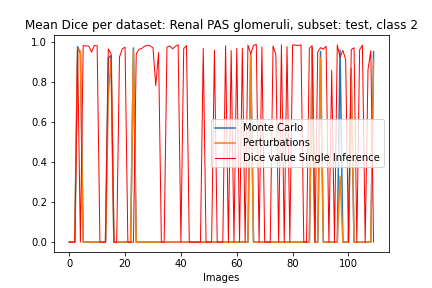 Mean Dice per dataset: Renal PAS glomeruli, subset: test, class 2
1.0
0.8
0.6
0.4
0.2
0.0
Monte Carlo
Perturbations
Dice value Single Inference
0 20 40 60 80 100
Images